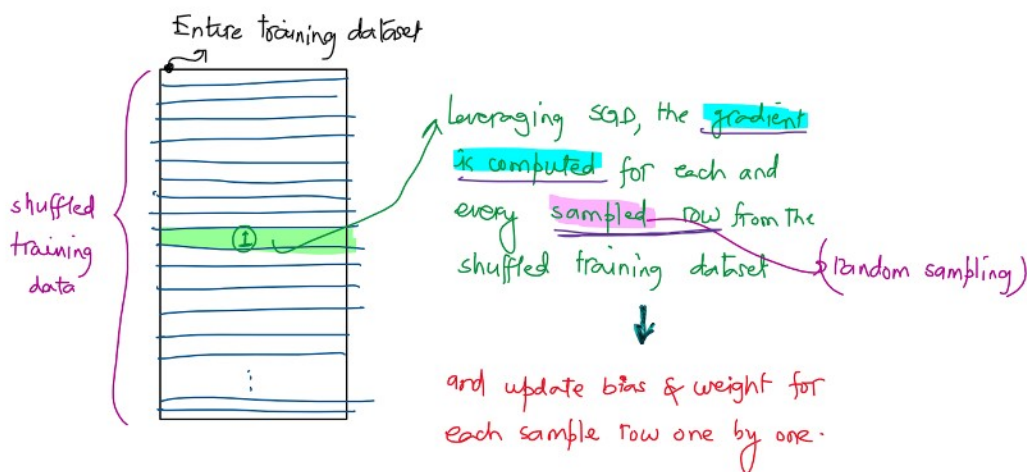 Entire training dataset
shuffled
training
data
1
Leveraging SGD, the gradient
is computed for each and
every sampled row from the
shuffled training dataset
(Random sampling)
and update bias & weight for
each sample row one by one.